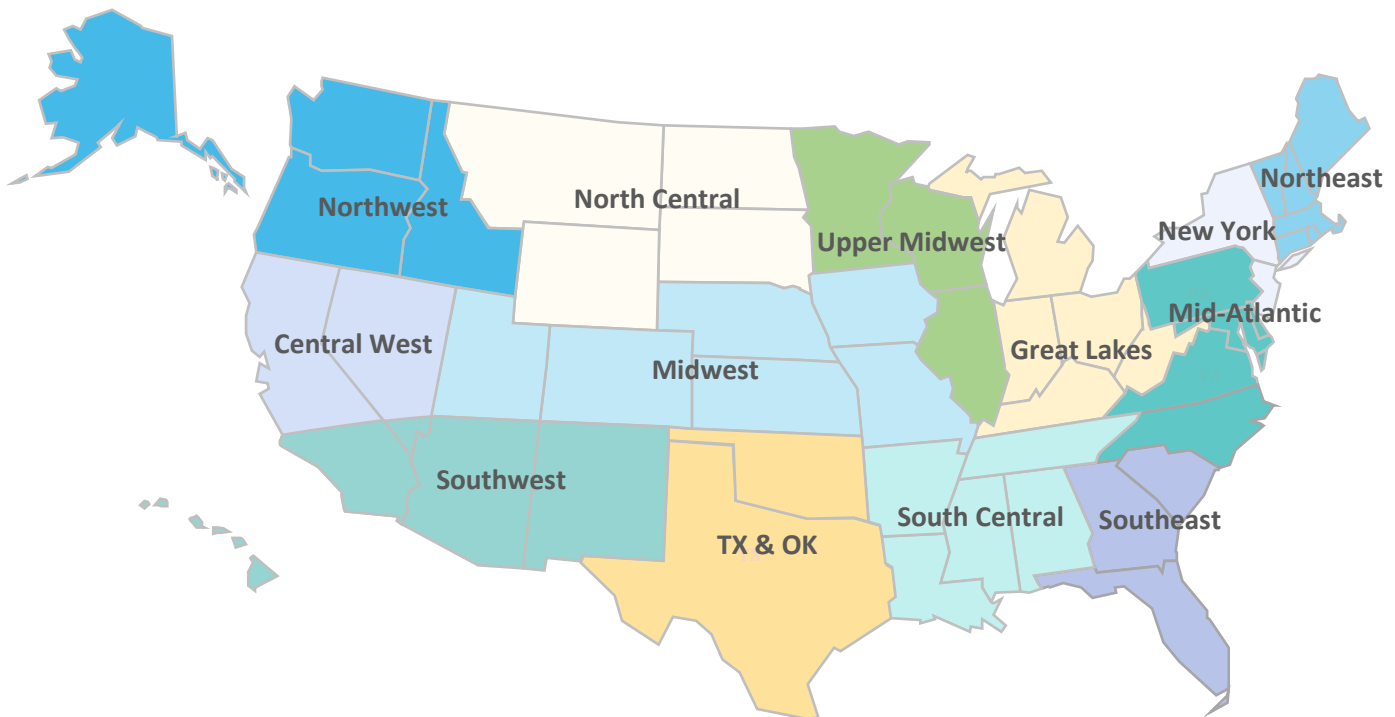 Northeast
North Central
Northwest
New York
Upper Midwest
Mid-Atlantic
Central West
Great Lakes
Midwest
Southwest
South Central
Southeast
TX & OK